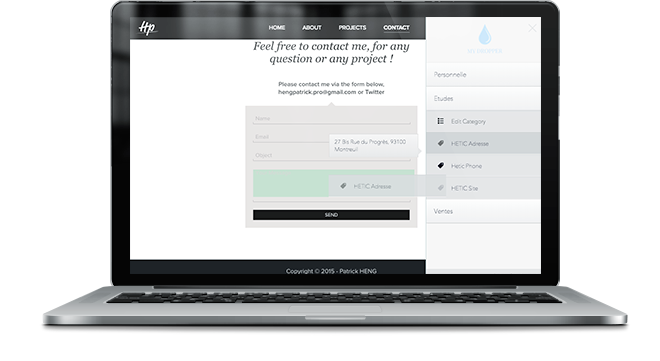 Hp
HOME ABOUT PROJECTS CONTACT
Feel free to contact me, for any
question or any project !
Please contact me via the form below,
hengpatrick.pro@gmail.com or Twitter
Name
Email
Object
SEND
Copyright © 2015 - Patrick HENG
Personnelle
Etudes
Edit Category
HETIC Adresse
27 Bis Rue du Progrès, 93100
Montreuil
Hetic Phone
HETIC Adresse
HETIC Site
Ventes